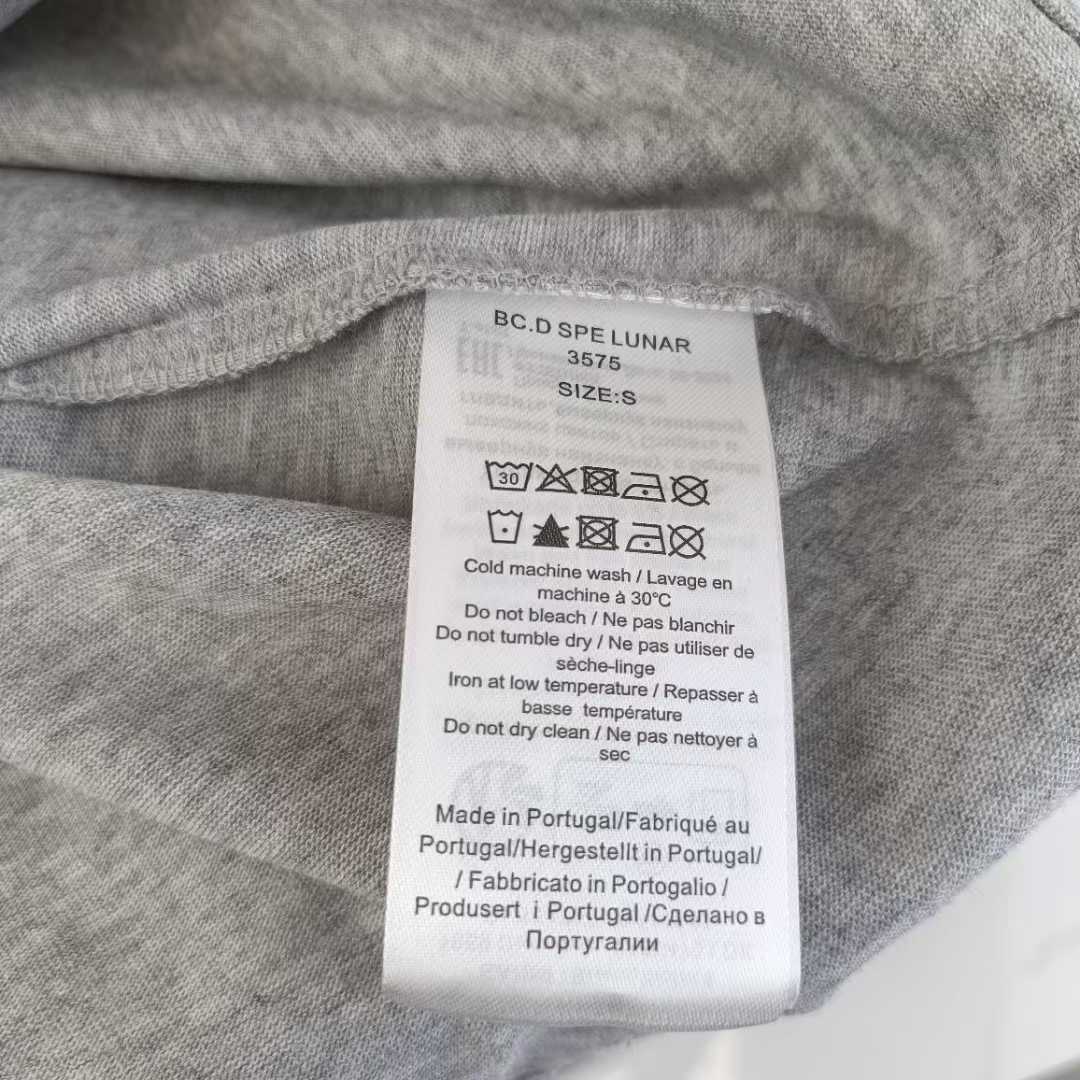 BC.D SPE LUNAR
3575
SIZE:S
30
Cold machine wash / Lavage en
machine à 30°C
Do not bleach / Ne pas blanchir
Do not tumble dry / Ne pas utiliser de
sèche-linge
Iron at low temperature / Repasser à
basse température
Do not dry clean / Ne pas nettoyer à
sec
Made in Portugal/Fabriqué au
Portugal/Hergestellt in Portugal/
/ Fabbricato in Portogalio /
Produsert i Portugal /Сделано в
Португалии